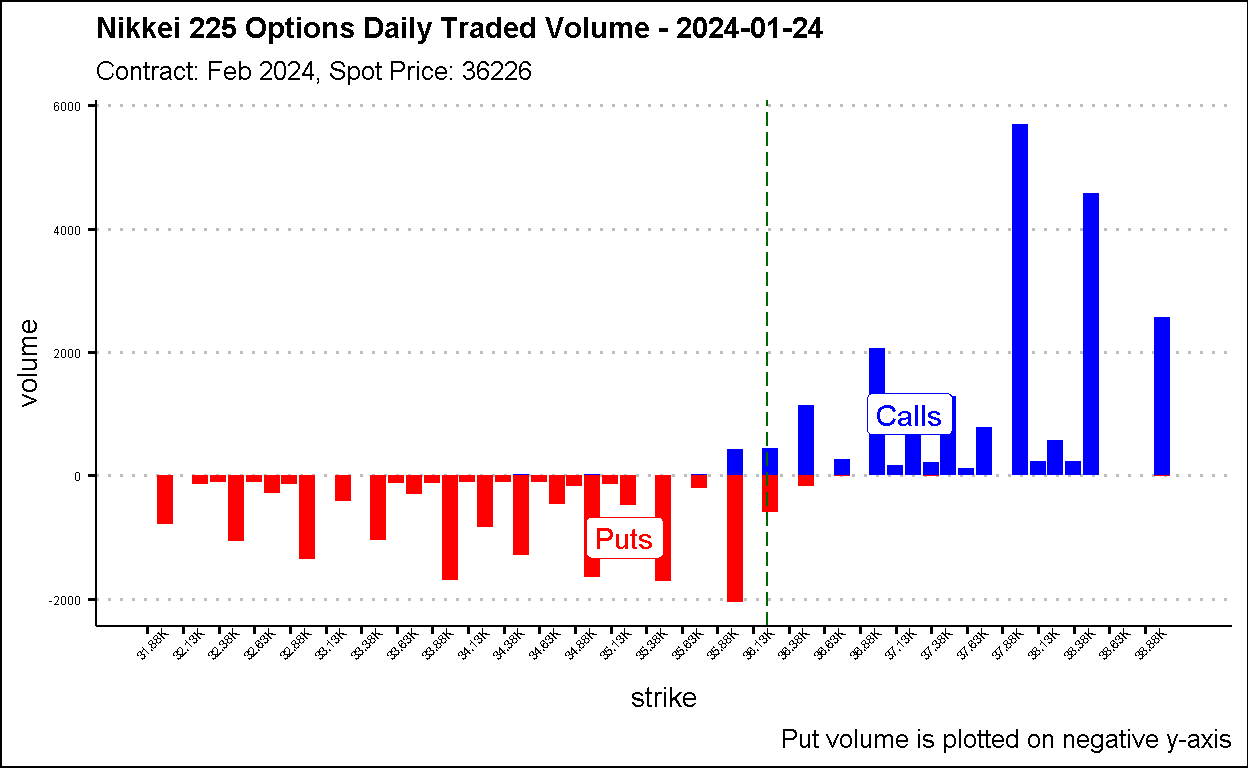 Nikkei 225 Options Daily Traded Volume - 2024-01-24
Contract: Feb 2024, Spot Price: 36226
6000
4000
2000
0
-2000
volume
Calls
Puts
31.88K
32.13K
32.38K
32.63K
32.88K
33.13K
33.38K
33.63K
33.88K
34.13K
34.38K
34.63K
34.88K
35.13K
35.38K
35.63K
35.88K
36.13K
36.38K
36.63K
36.88K
37.13K
37.38K
37.63K
37.88K
38.13K
38.38K
38.63K
38.88K
strike
Put volume is plotted on negative y-axis